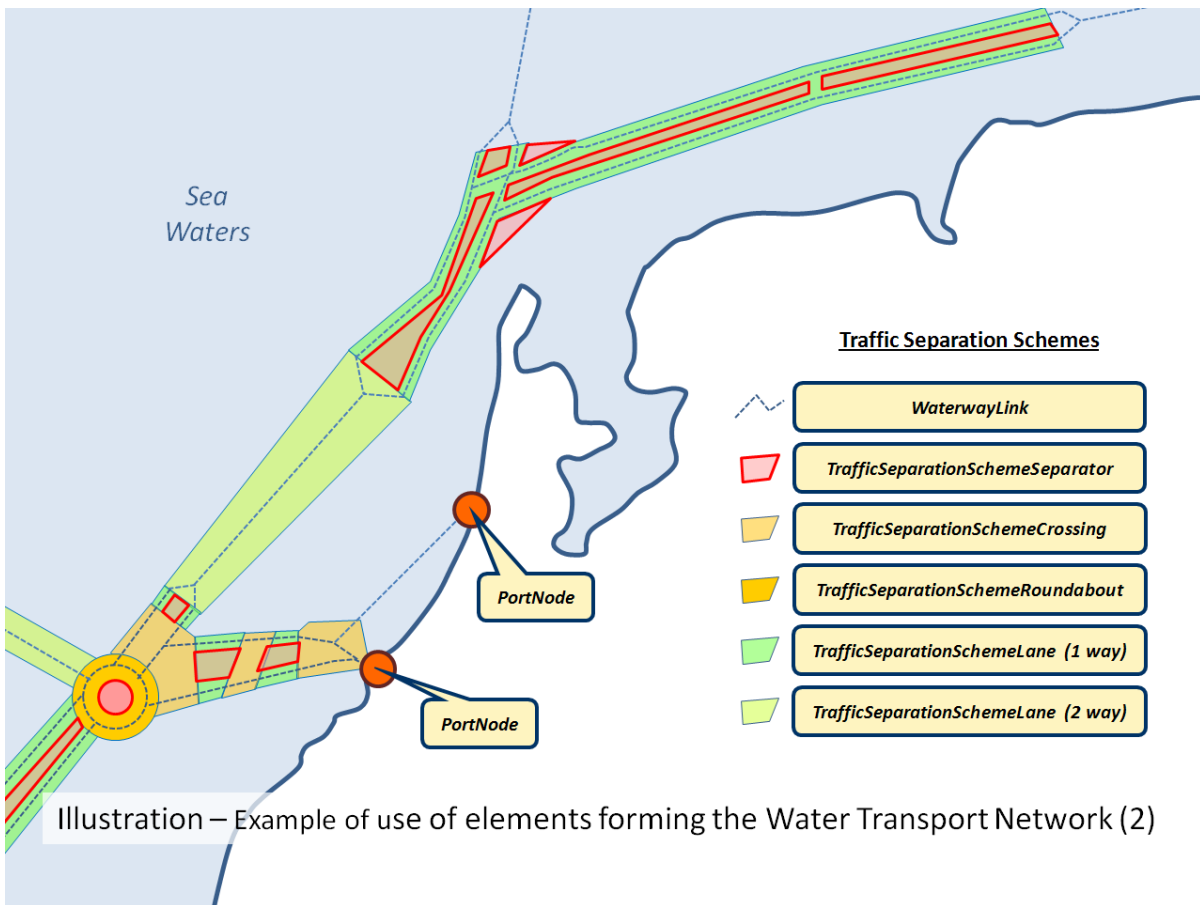 Sea
Waters
Traffic Separation Schemes
WaterwayLink
TrafficSeparationSchemeSeparator
TrafficSeparationSchemeCrossing
TrafficSeparationSchemeRoundabout
TrafficSeparationSchemeLane (1 way)
TrafficSeparationSchemeLane (2 way)
PortNode
PortNode
Illustration – Example of use of elements forming the Water Transport Network (2)